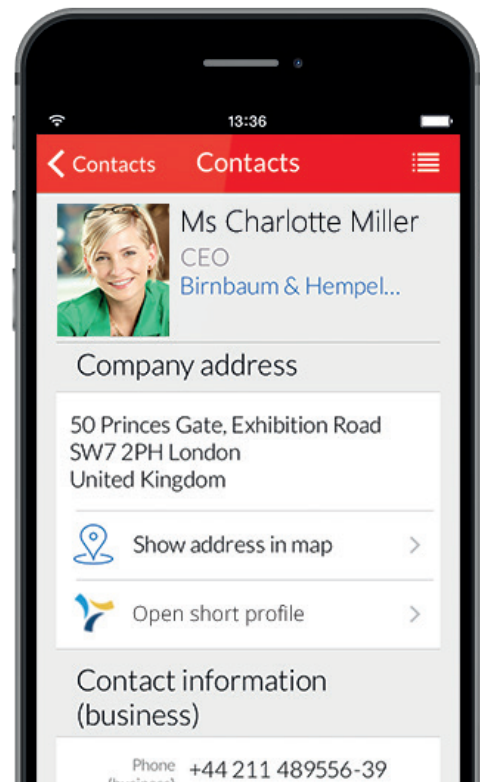 13:36
Contacts Contacts
Ms Charlotte Miller
CEO
Birnbaum & Hempel...
Company address
50 Princes Gate, Exhibition Road
SW7 2PH London
United Kingdom
Show address in map
Open short profile
Contact information
(business)
Phone +44 211 489556-39
(business)